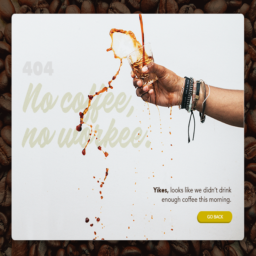 404
No coffee,
no workee.
Yikes, looks like we didn't drink
enough coffee this morning.
GO BACK